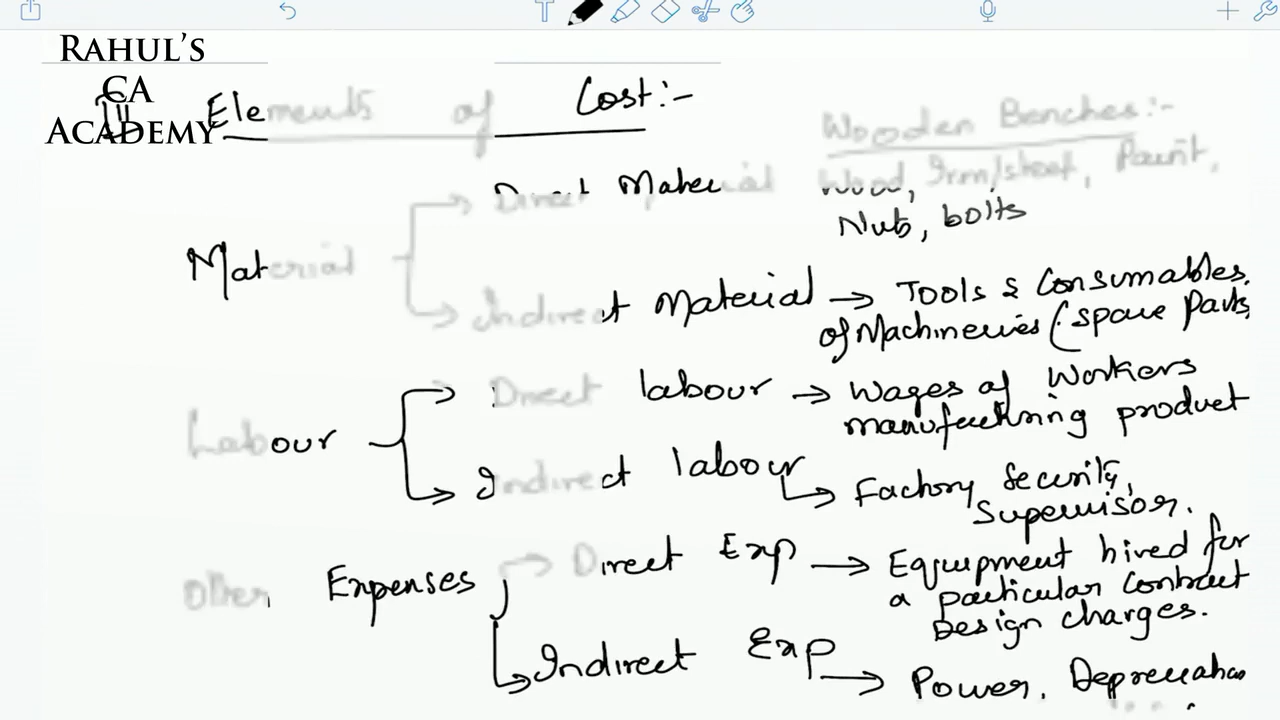 RAHUL'S
CA
ACADEMY
Elements of Cost:-
Wooden Benches:-
Direct Material Wood, Iron/steel, Paint,
Nuts, bolts
Material
Indirect Material → Tools & Consumables
of Machineries (spare Parts
Direct labour → Wages of Workers
manufacturing product
Labour
Indirect labour → Factory Security,
Supervisor.
Other Expenses Direct Exp → Equipment hired for
a particular Contract
Design charges.
Indirect Exp → Power, Depreciation